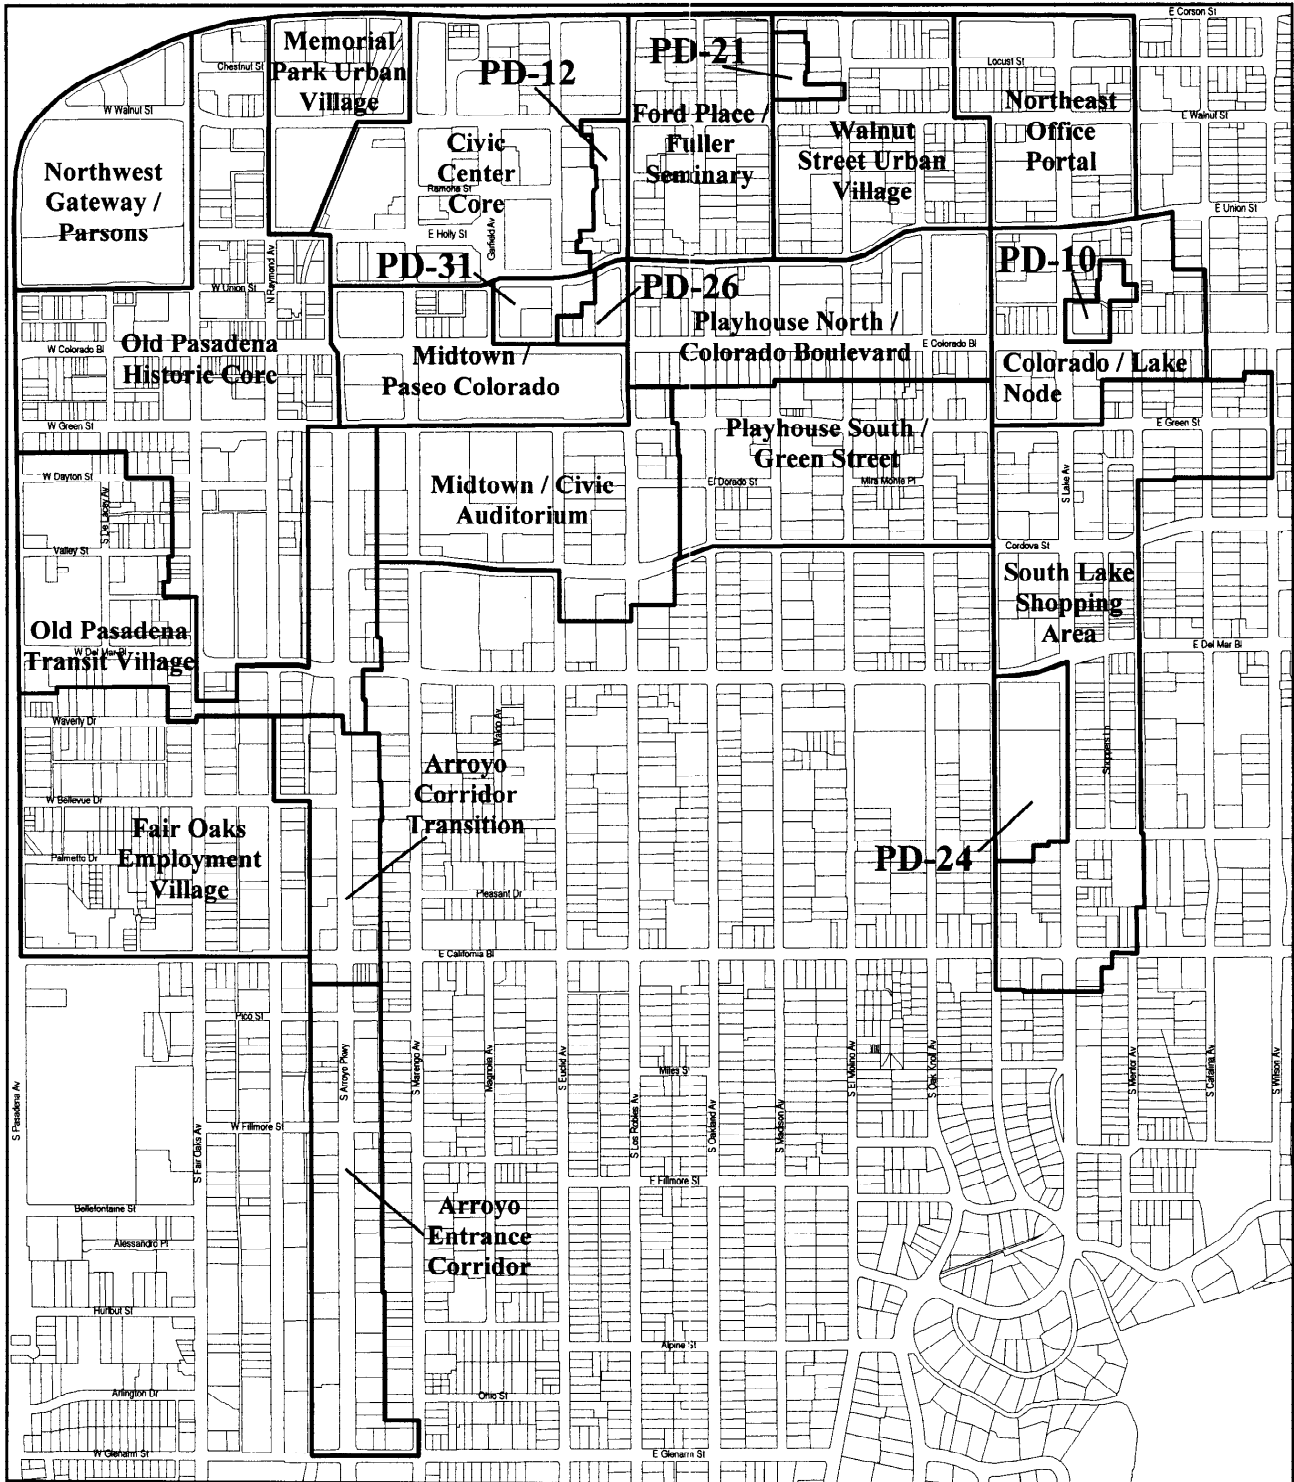 E Corson St
Memorial
Park Urban
Village
Chestnut St
PD-12
PD-21
Locust St
W Walnut St
Ford Place /
Fuller
Seminary
Northeast
Office
Portal
E Walnut St
Walnut
Street Urban
Village
Civic
Center
Core
Northwest
Gateway /
Parsons
Ramona St
E Holly St
Garfield Av
E Union St
N Raymond Av
W Union St
PD-31
PD-26
PD-10
Playhouse North /
Colorado Boulevard
E Colorado Bl
W Colorado Bl
Old Pasadena
Historic Core
Midtown /
Paseo Colorado
Colorado / Lake
Node
W Green St
E Green St
Playhouse South /
Green Street
W Dayton St
S De Lacey Av
Midtown / Civic
Auditorium
El Dorado St
Mira Monte Pl
S Lake Av
Valley St
Cordova St
South Lake
Shopping
Area
Old Pasadena
Transit Village
W Del Mar Bl
E Del Mar Bl
Waverly Dr
Waldo Av
Shoppers Ln
Arroyo
Corridor
Transition
W Bellevue Dr
Fair Oaks
Employment
Village
Palmetto Dr
PD-24
Pleasant Dr
E California Bl
Pico St
S Pasadena Av
S Fair Oaks Av
S Arroyo Pkwy
S Marengo Av
Magnolia Av
S Euclid Av
S Los Robles Av
Miles S
S Oakland Av
S Madison Av
S El Molino Av
S Oak Knoll Av
S Mentor Av
S Catalina Av
S Wilson Av
W Fillmore St
E Fillmore St
Bellefontaine St
Arroyo
Entrance
Corridor
Alessandro Pl
Hurlbut St
Alpine St
Arlington Dr
Ohio St
W Glenarm St
E Glenarm St